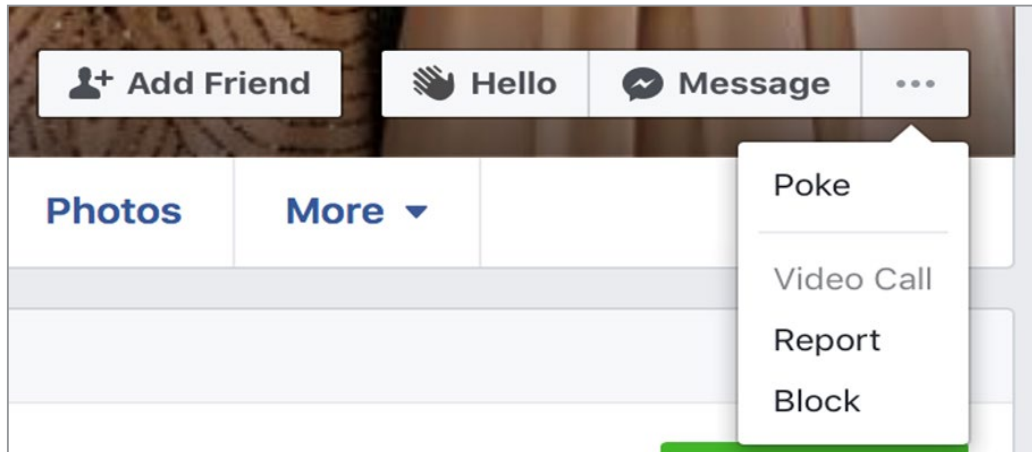 Add Friend
Hello
Message
Photos
More
Poke
Video Call
Report
Block